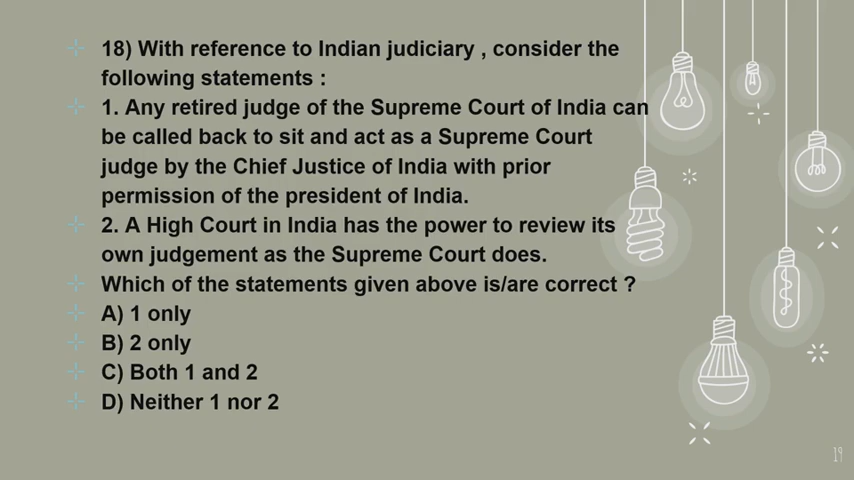 18) With reference to Indian judiciary , consider the
following statements :
1. Any retired judge of the Supreme Court of India can
be called back to sit and act as a Supreme Court
judge by the Chief Justice of India with prior
permission of the president of India.
2. A High Court in India has the power to review its
own judgement as the Supreme Court does.
Which of the statements given above is/are correct ?
A) 1 only
B) 2 only
C) Both 1 and 2
D) Neither 1 nor 2
19